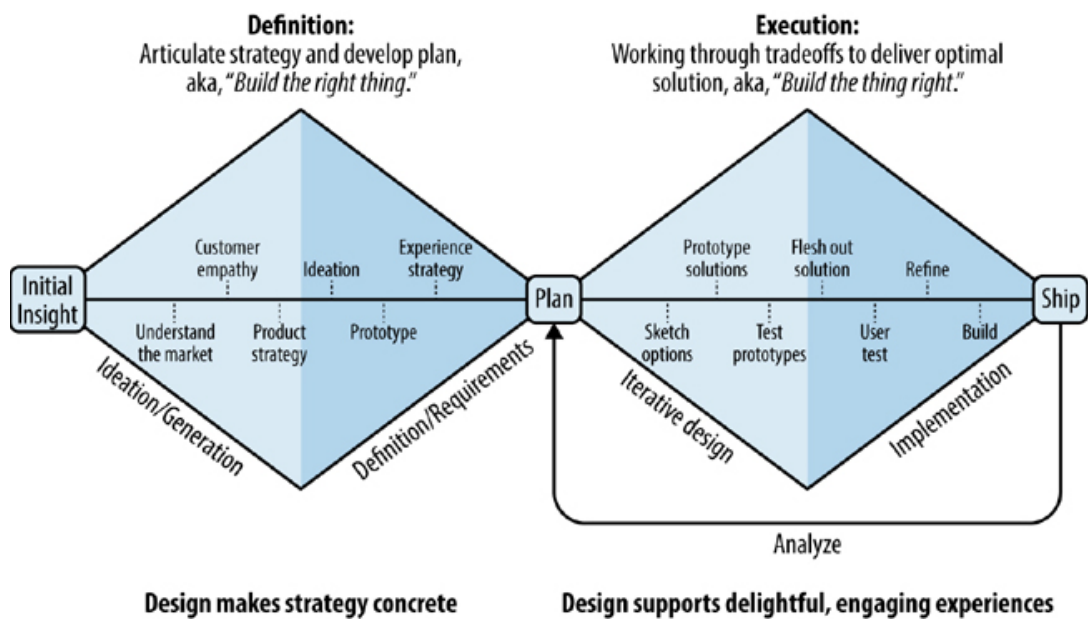 Definition:
Articulate strategy and develop plan,
aka, “Build the right thing.”
Execution:
Working through tradeoffs to deliver optimal
solution, aka, “Build the thing right.”
Initial
Insight
Customer
empathy
Ideation
Experience
strategy
Understand
the market
Product
strategy
Prototype
Ideation/Generation
Definition/Requirements
Plan
Prototype
solutions
Flesh out
solution
Refine
Sketch
options
Test
prototypes
User
test
Build
Iterative design
Implementation
Ship
Analyze
Design makes strategy concrete
Design supports delightful, engaging experiences